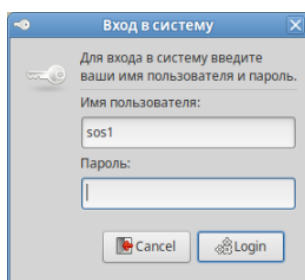 Вход в систему
Для входа в систему введите
ваши имя пользователя и пароль.
Имя пользователя:
sos1
Пароль:
Cancel
Login